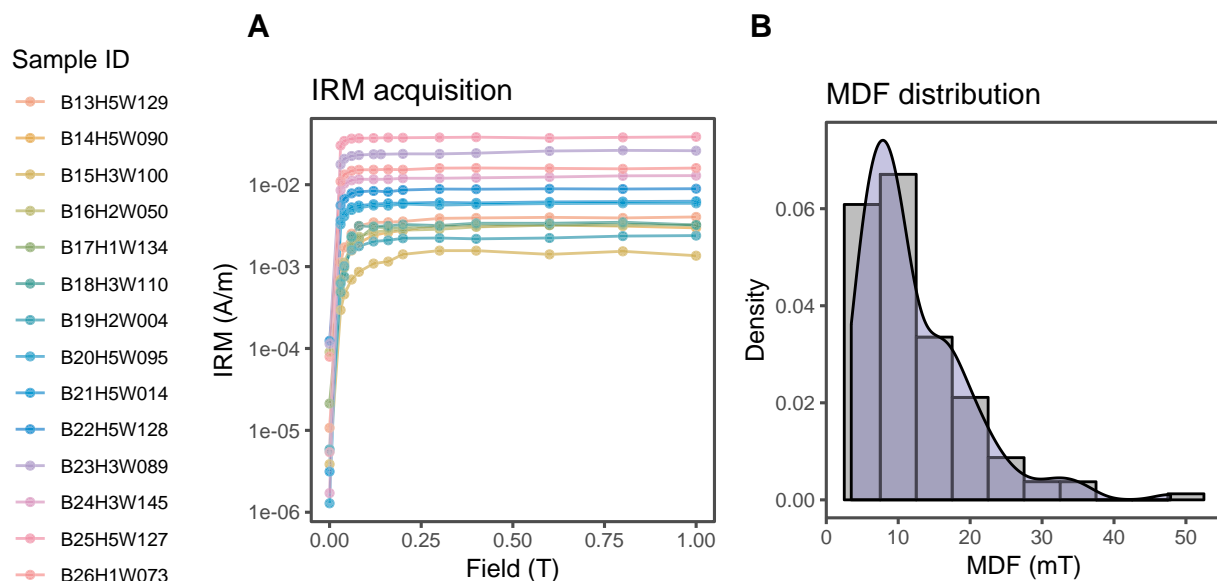 A
B
Sample ID
B13H5W129
B14H5W090
B15H3W100
B16H2W050
B17H1W134
B18H3W110
B19H2W004
B20H5W095
B21H5W014
B22H5W128
B23H3W089
B24H3W145
B25H5W127
B26H1W073
IRM acquisition
IRM (A/m)
1e-02
1e-03
1e-04
1e-05
1e-06
0.00 0.25 0.50 0.75 1.00
Field (T)
MDF distribution
Density
0.06
0.04
0.02
0.00
0 10 20 30 40 50
MDF (mT)